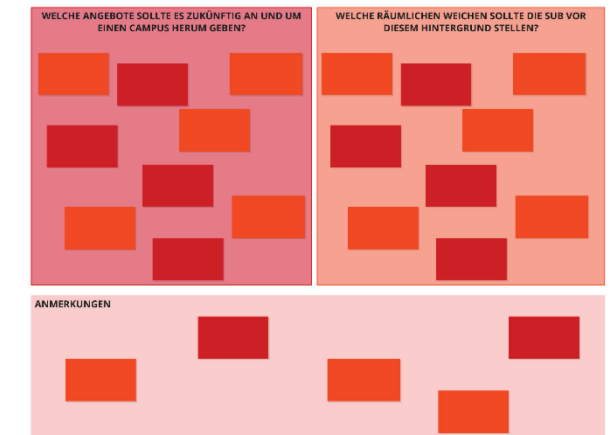 WELCHE ANGEBOTE SOLLTE ES ZUKÜNFTIG AN UND UM
EINEN CAMPUS HERUM GEBEN?
WELCHE RÄUMLICHEN WEICHEN SOLLTE DIE SUB VOR
DIESEM HINTERGRUND STELLEN?
ANMERKUNGEN